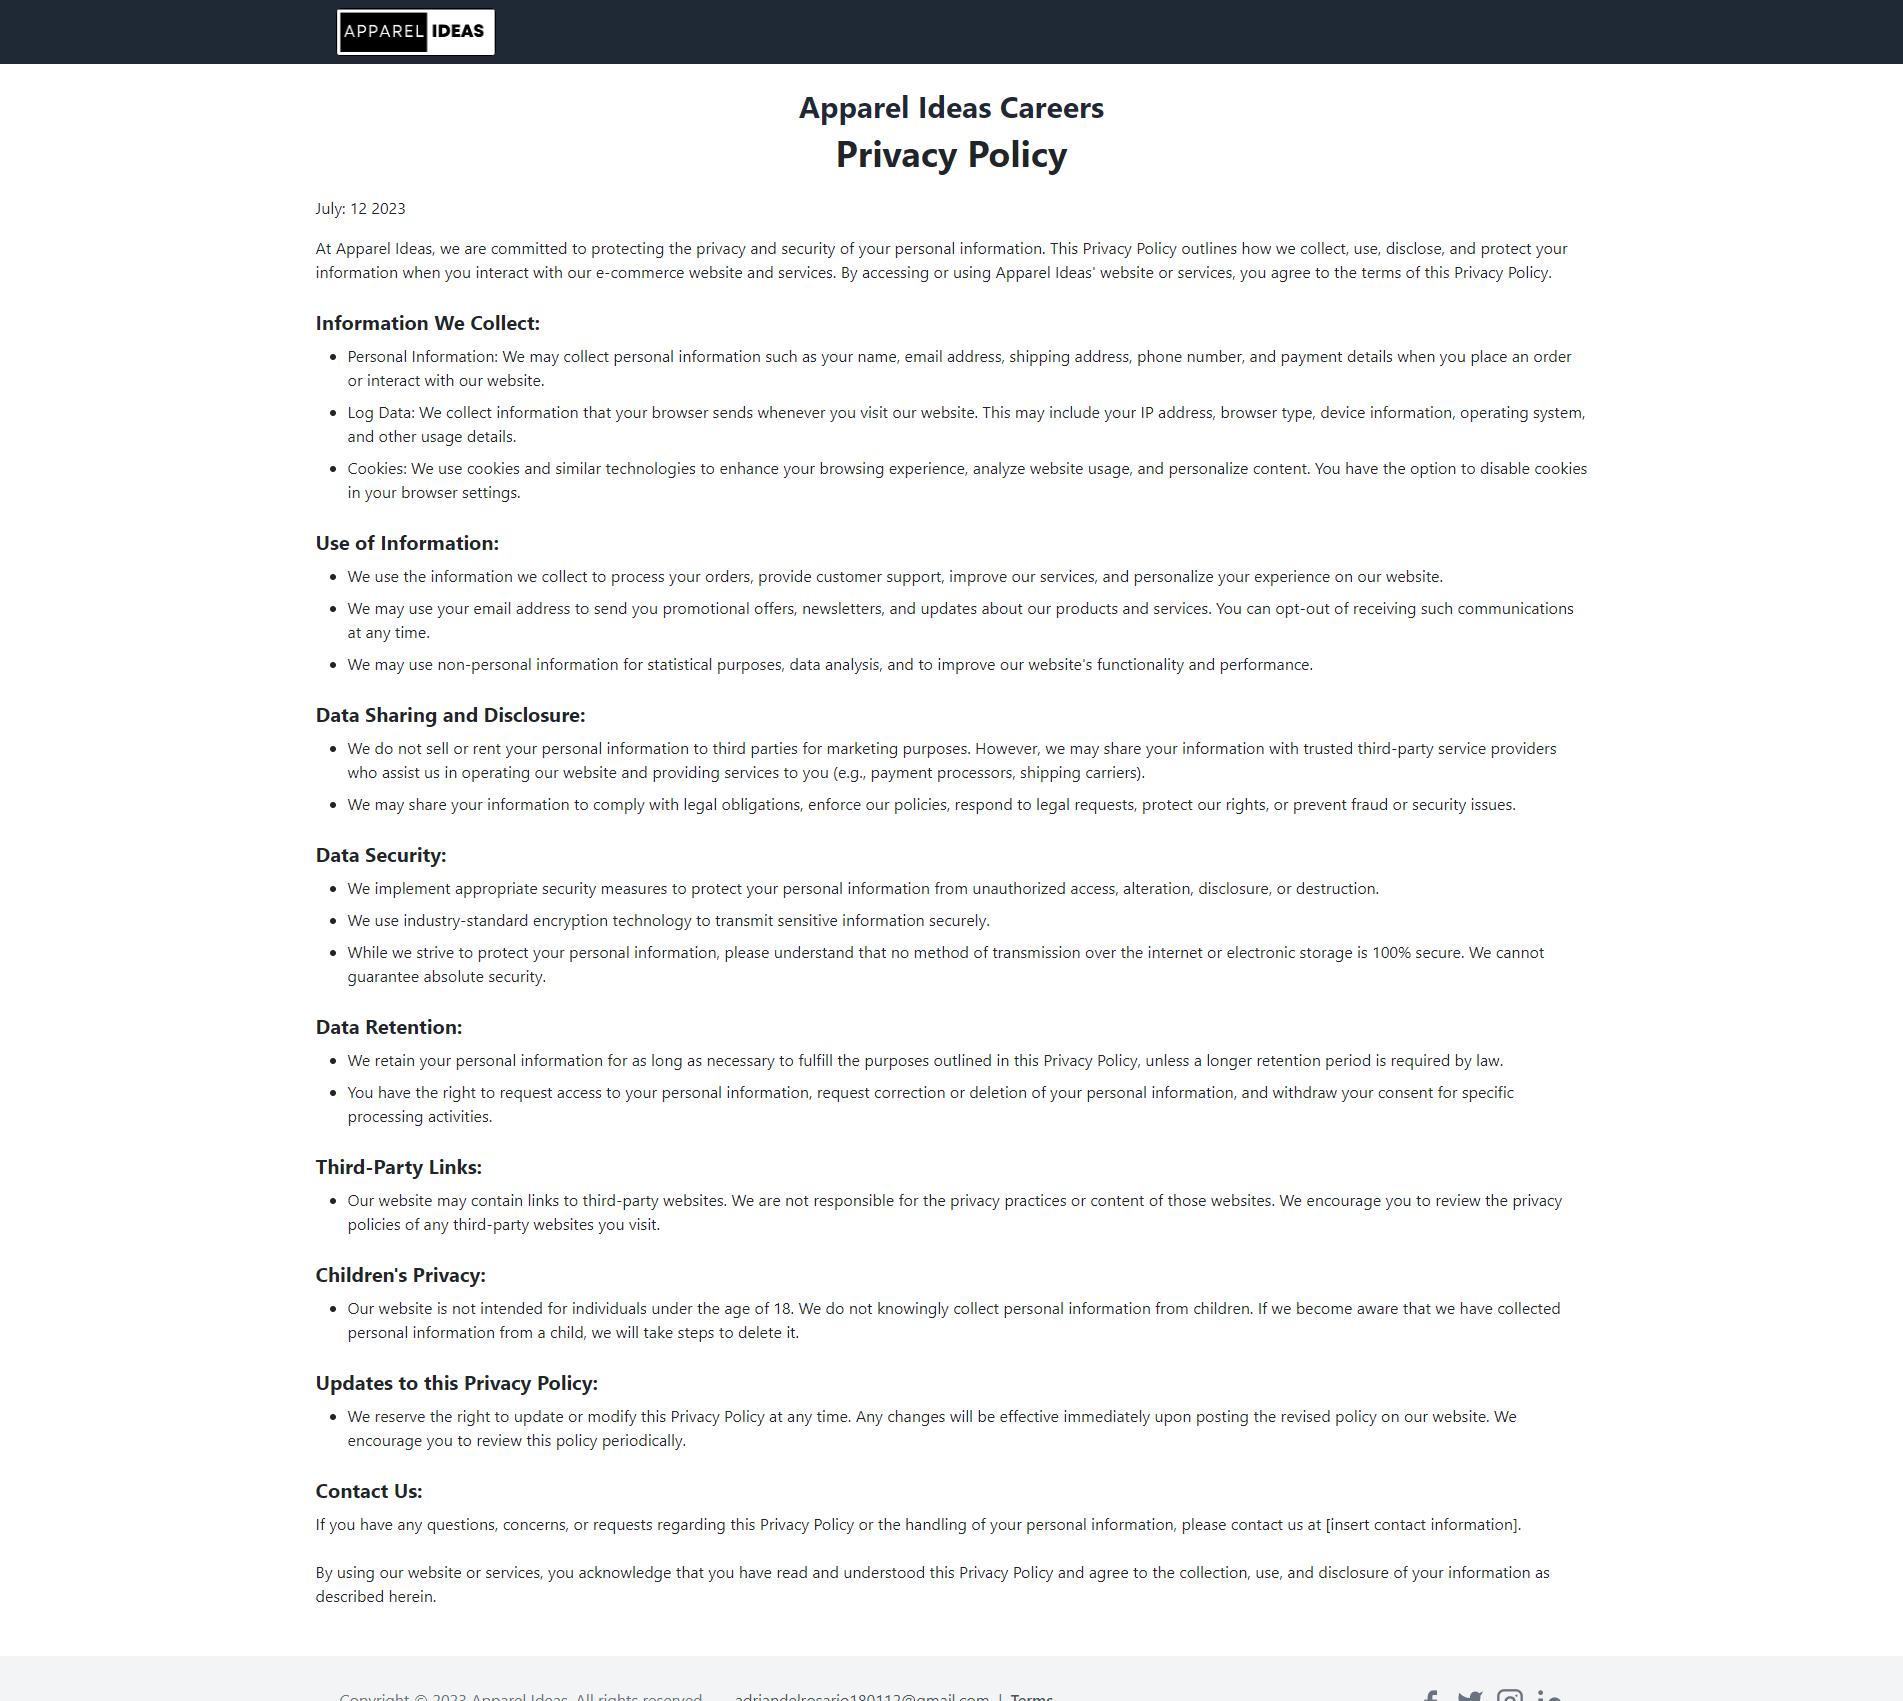 APPAREL IDEAS
Apparel Ideas Careers
Privacy Policy
July: 12 2023
At Apparel Ideas, we are committed to protecting the privacy and security of your personal information. This Privacy Policy outlines how we collect, use, disclose, and protect your
information when you interact with our e-commerce website and services. By accessing or using Apparel Ideas' website or services, you agree to the terms of this Privacy Policy.
Information We Collect:
• Personal Information: We may collect personal information such as your name, email address, shipping address, phone number, and payment details when you place an order
or interact with our website.
• Log Data: We collect information that your browser sends whenever you visit our website. This may include your IP address, browser type, device information, operating system,
and other usage details.
• Cookies: We use cookies and similar technologies to enhance your browsing experience, analyze website usage, and personalize content. You have the option to disable cookies
in your browser settings.
Use of Information:
• We use the information we collect to process your orders, provide customer support, improve our services, and personalize your experience on our website.
• We may use your email address to send you promotional offers, newsletters, and updates about our products and services. You can opt-out of receiving such communications
at any time.
• We may use non-personal information for statistical purposes, data analysis, and to improve our website's functionality and performance.
Data Sharing and Disclosure:
• We do not sell or rent your personal information to third parties for marketing purposes. However, we may share your information with trusted third-party service providers
who assist us in operating our website and providing services to you (e.g., payment processors, shipping carriers).
• We may share your information to comply with legal obligations, enforce our policies, respond to legal requests, protect our rights, or prevent fraud or security issues.
Data Security:
• We implement appropriate security measures to protect your personal information from unauthorized access, alteration, disclosure, or destruction.
• We use industry-standard encryption technology to transmit sensitive information securely.
• While we strive to protect your personal information, please understand that no method of transmission over the internet or electronic storage is 100% secure. We cannot
guarantee absolute security.
Data Retention:
• We retain your personal information for as long as necessary to fulfill the purposes outlined in this Privacy Policy, unless a longer retention period is required by law.
• You have the right to request access to your personal information, request correction or deletion of your personal information, and withdraw your consent for specific
processing activities.
Third-Party Links:
• Our website may contain links to third-party websites. We are not responsible for the privacy practices or content of those websites. We encourage you to review the privacy
policies of any third-party websites you visit.
Children's Privacy:
• Our website is not intended for individuals under the age of 18. We do not knowingly collect personal information from children. If we become aware that we have collected
personal information from a child, we will take steps to delete it.
Updates to this Privacy Policy:
• We reserve the right to update or modify this Privacy Policy at any time. Any changes will be effective immediately upon posting the revised policy on our website. We
encourage you to review this policy periodically.
Contact Us:
If you have any questions, concerns, or requests regarding this Privacy Policy or the handling of your personal information, please contact us at [insert contact information].
By using our website or services, you acknowledge that you have read and understood this Privacy Policy and agree to the collection, use, and disclosure of your information as
described herein.
Copyright © 2023 Apparel Ideas. All rights reserved. adriandelrosario180112@gmail.com | Terms